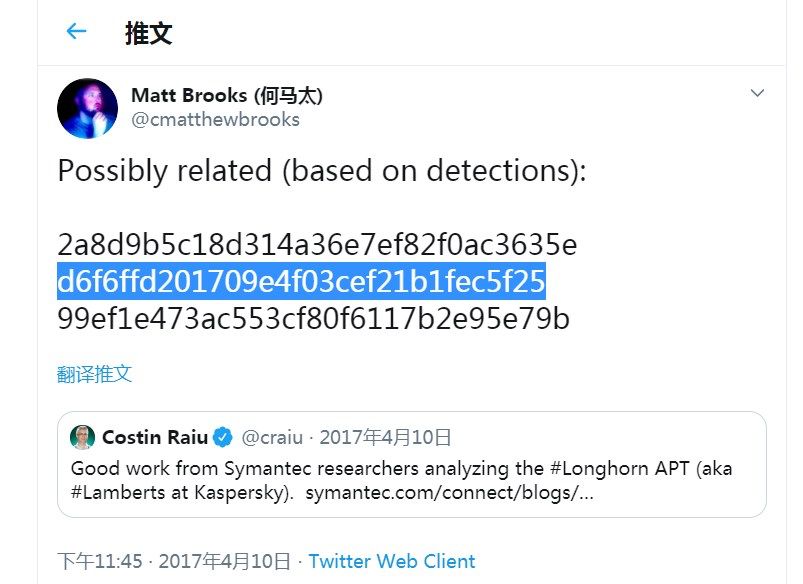 推文
Matt Brooks (何马太)
@cmatthewbrooks
Possibly related (based on detections):
2a8d9b5c18d314a36e7ef82f0ac3635e
d6f6ffd201709e4f03cef21b1fec5f25
99ef1e473ac553cf80f6117b2e95e79b
翻译推文
Costin Raiu @craiu · 2017年4月10日
Good work from Symantec researchers analyzing the #Longhorn APT (aka
#Lamberts at Kaspersky). symantec.com/connect/blogs/...
下午11:45 · 2017年4月10日 · Twitter Web Client